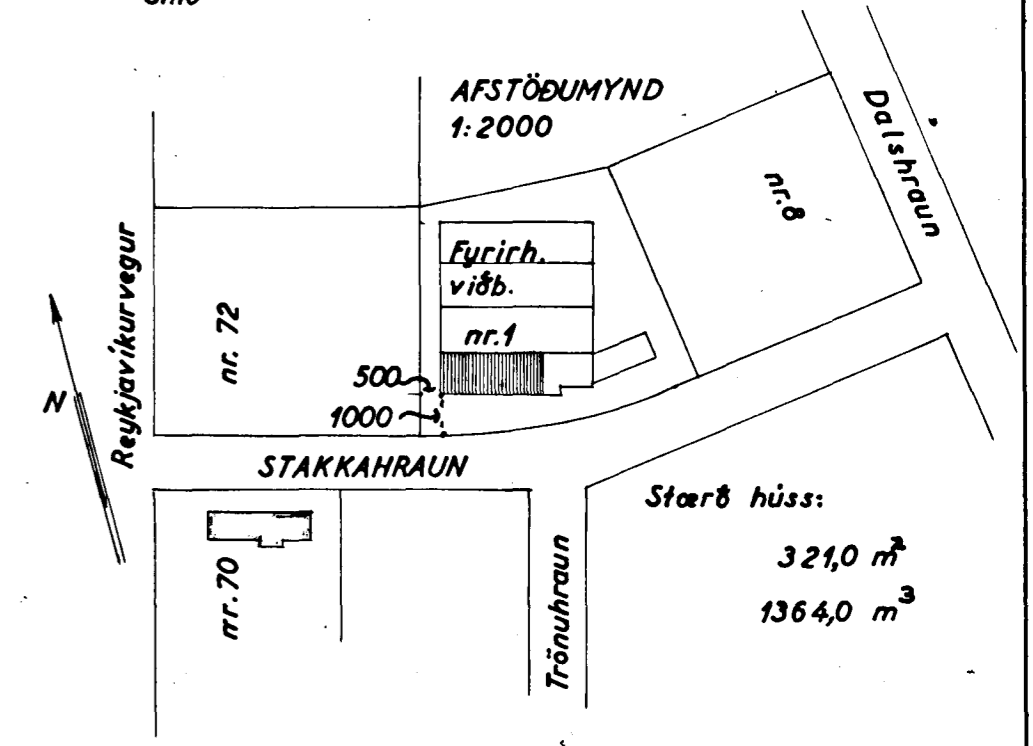 AFSTÖÐUMYND
1:2000
Dalshraun
nr. 8
Reykjavíkurvegur
nr. 72
Fyrirh.
viðb.
nr. 1
500
1000
N
STAKKAHRAUN
nr. 70
Trönuhraun
Stærð húss:
321,0 m²
1364,0 m³